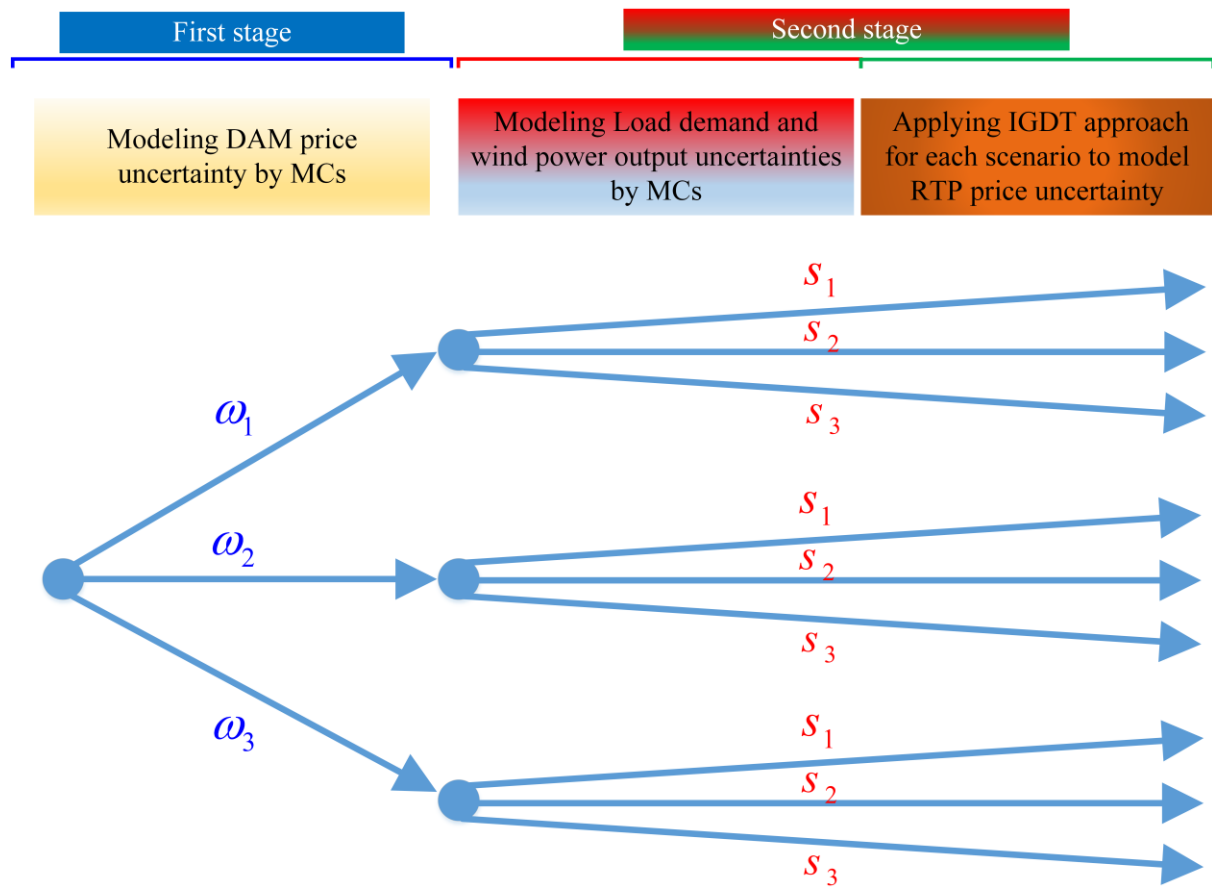 First stage
Second stage
Modeling DAM price
uncertainty by MCs
Modeling Load demand and
wind power output uncertainties
by MCs
Applying IGDT approach
for each scenario to model
RTP price uncertainty
s₁
s₂
s₃
ω₁
s₁
ω₂
s₂
s₃
ω₃
s₁
s₂
s₃